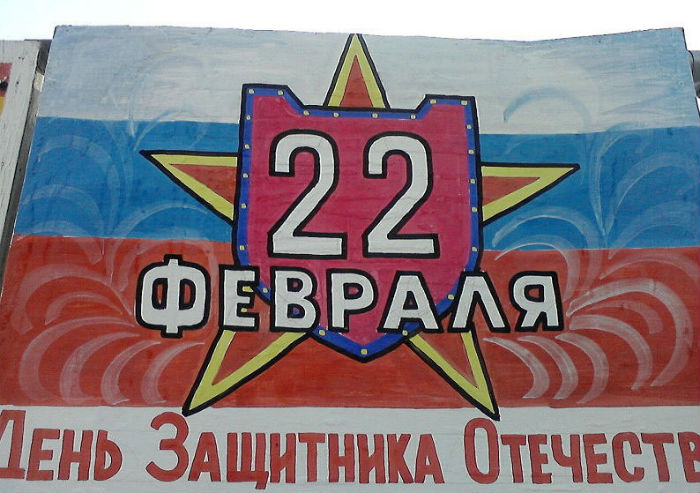 22
ФЕВРАЛЯ
День Защитника Отечеств